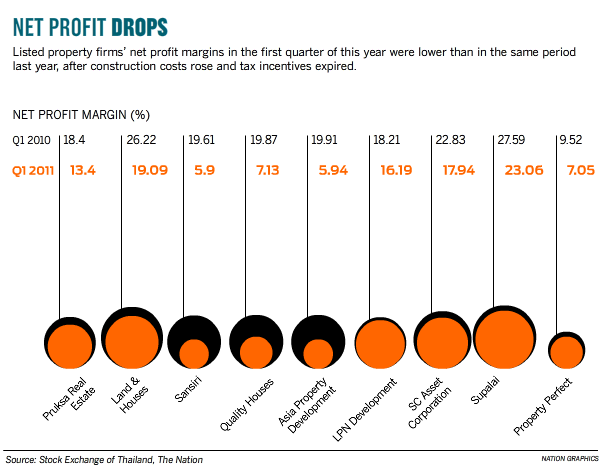 NET PROFIT DROPS
Listed property firms' net profit margins in the first quarter of this year were lower than in the same period
last year, after construction costs rose and tax incentives expired.
NET PROFIT MARGIN (%)
Q1 2010 18.4 26.22 19.61 19.87 19.91 18.21 22.83 27.59 9.52
Q1 2011 13.4 19.09 5.9 7.13 5.94 16.19 17.94 23.06 7.05
Pruksa Real
Estate
Land &
Houses
Sansiri
Quality Houses
Asia Property
Development
LPN Development
SC Asset
Corporation
Supalai
Property Perfect
Source: Stock Exchange of Thailand, The Nation
NATION GRAPHICS